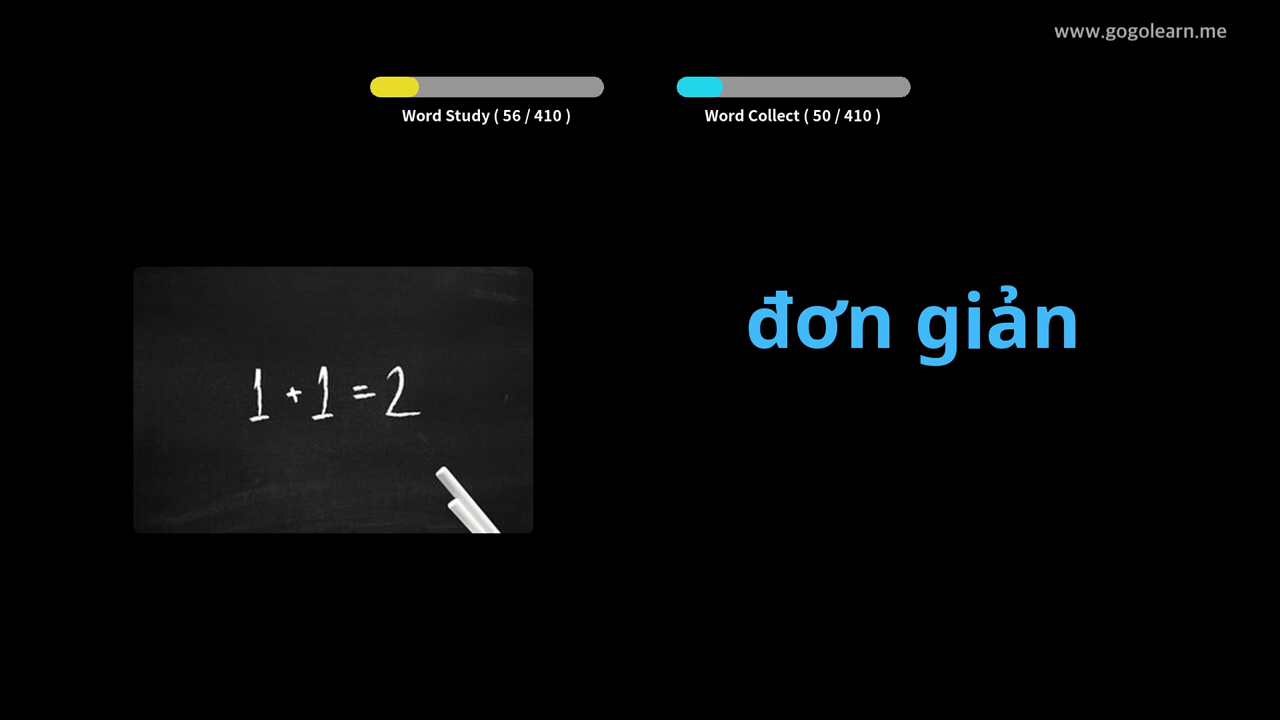 www.gogolearn.me
Word Study ( 56 / 410 )
Word Collect ( 50 / 410 )
1 + 1 = 2
đơn giản